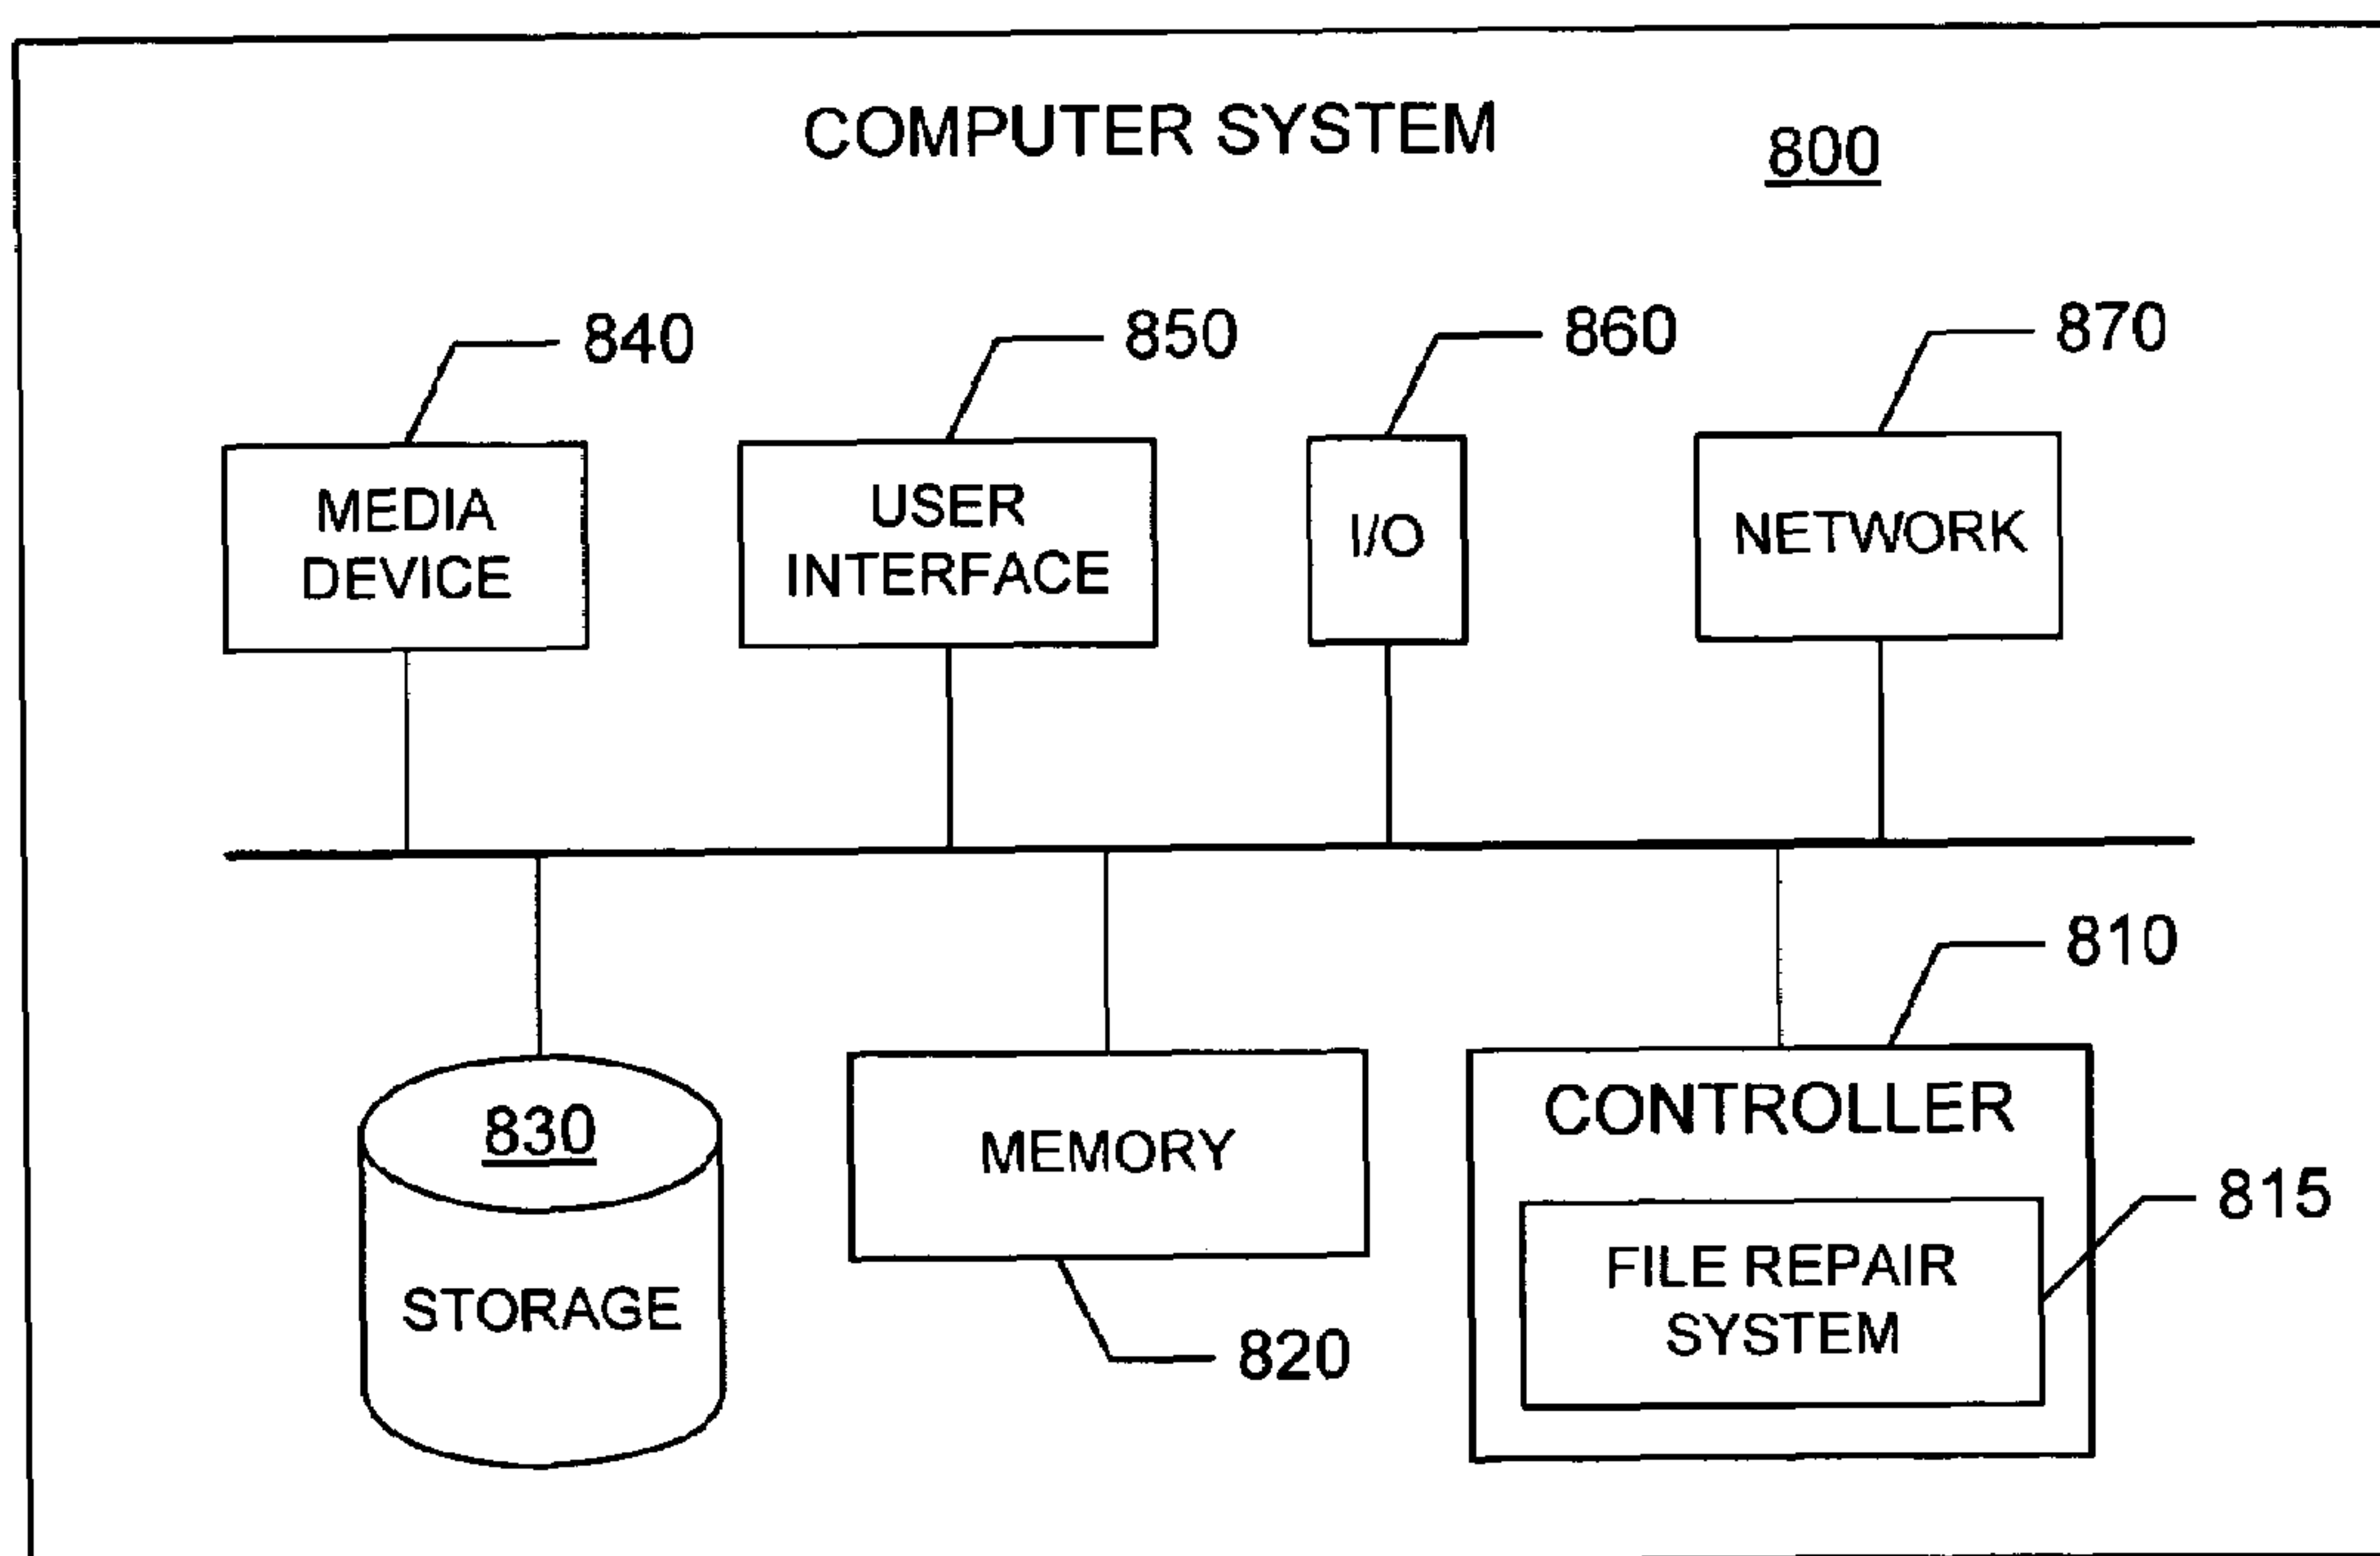 COMPUTER SYSTEM
800
840
850
860
870
MEDIA
DEVICE
USER
INTERFACE
I/O
NETWORK
810
830
STORAGE
MEMORY
820
CONTROLLER
815
FILE REPAIR
SYSTEM